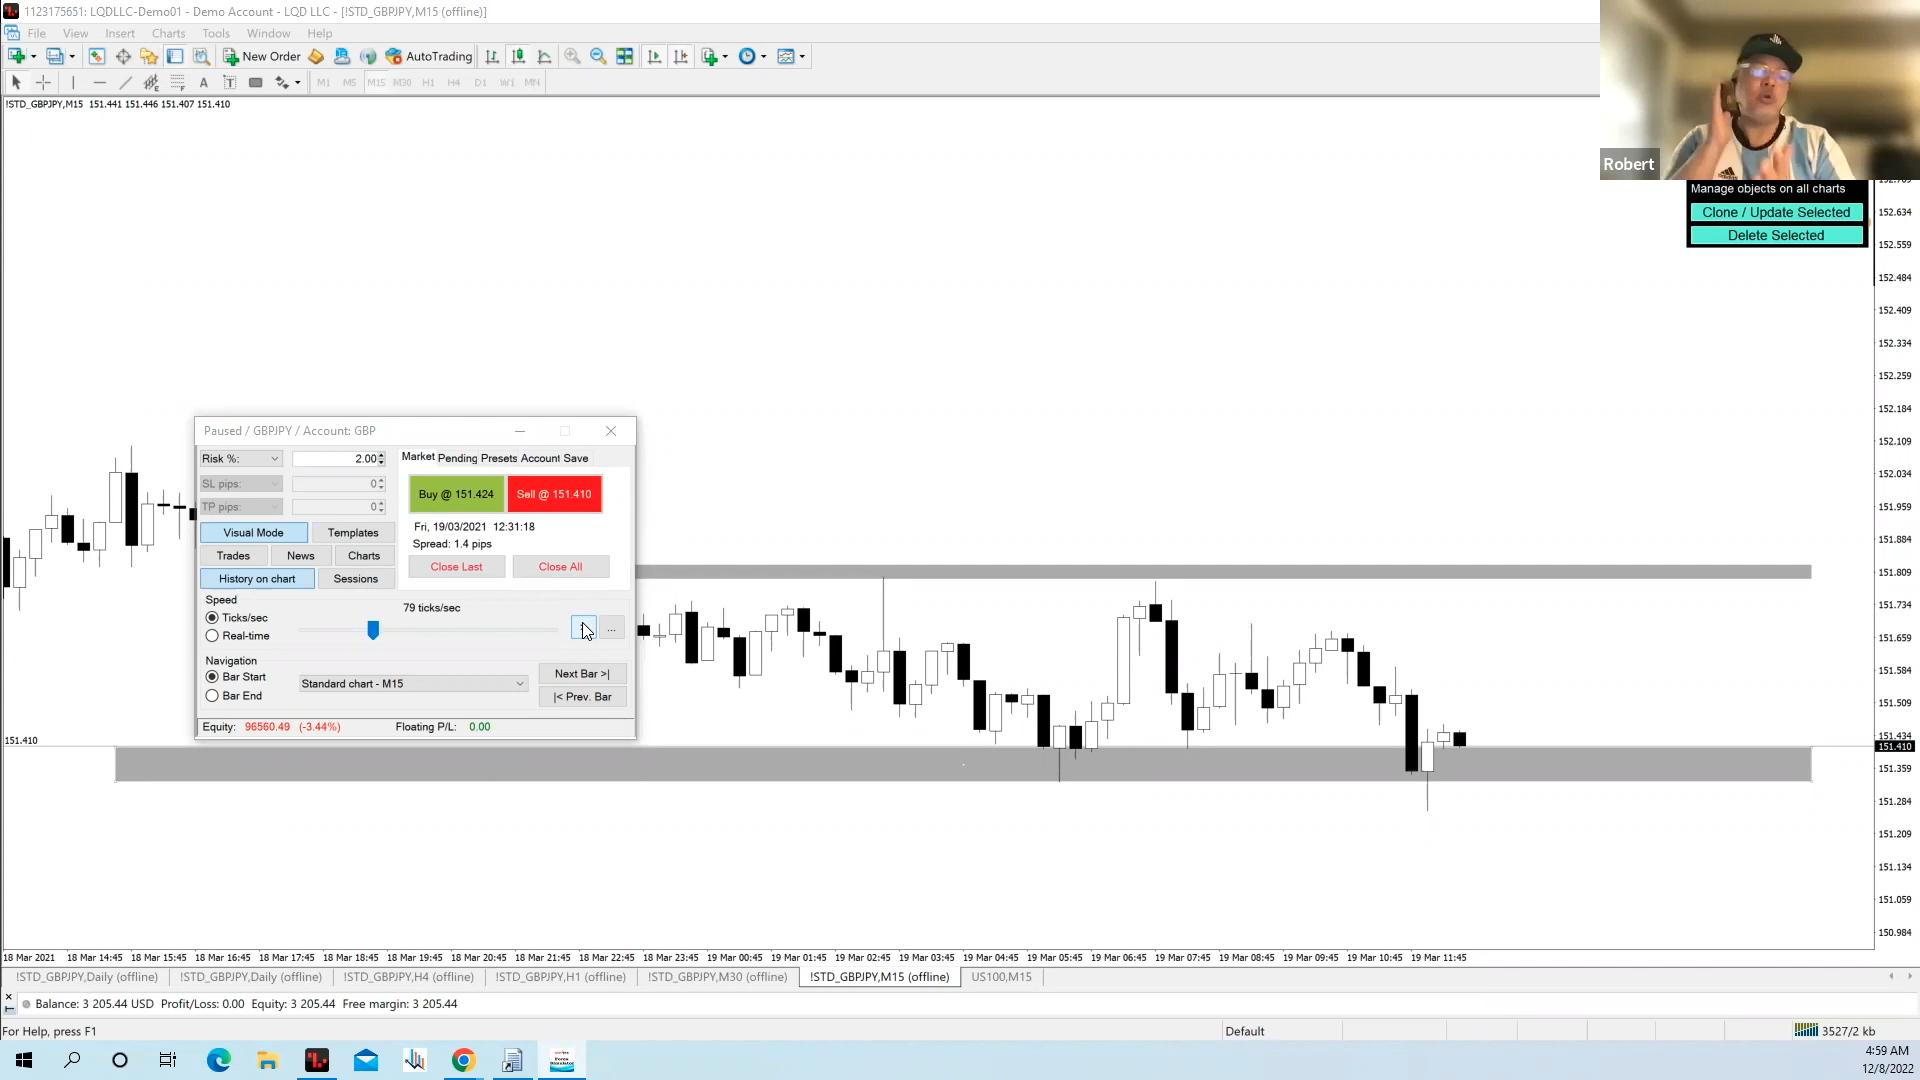 1123175651: LQDLLC-Demo01 - Demo Account - LQD LLC - [!STD_GBPJPY,M15 (offline)]
File View Insert Charts Tools Window Help
New Order AutoTrading
A T M1 M5 M15 M30 H1 H4 D1 W1 MN
!STD_GBPJPY,M15 151.441 151.446 151.407 151.410
Robert
Manage objects on all charts
Clone / Update Selected
Delete Selected
152.634
152.559
152.484
152.409
152.334
152.259
152.184
152.109
152.034
151.959
151.884
151.809
151.734
151.659
151.584
151.509
151.434
151.410
151.359
151.284
151.209
151.134
151.059
150.984
Paused / GBPJPY / Account: GBP
Risk %: 2.00
SL pips: 0
TP pips: 0
Visual Mode Templates
Trades News Charts
History on chart Sessions
Market Pending Presets Account Save
Buy @ 151.424 Sell @ 151.410
Fri, 19/03/2021 12:31:18
Spread: 1.4 pips
Close Last Close All
Speed
79 ticks/sec
Ticks/sec
Real-time
...
Navigation
Bar Start
Bar End
Standard chart - M15
Next Bar >|
|< Prev. Bar
Equity: 96560.49 (-3.44%) Floating P/L: 0.00
151.410
18 Mar 2021 18 Mar 14:45 18 Mar 15:45 18 Mar 16:45 18 Mar 17:45 18 Mar 18:45 18 Mar 19:45 18 Mar 20:45 18 Mar 21:45 18 Mar 22:45 18 Mar 23:45 19 Mar 00:45 19 Mar 01:45 19 Mar 02:45 19 Mar 03:45 19 Mar 04:45 19 Mar 05:45 19 Mar 06:45 19 Mar 07:45 19 Mar 08:45 19 Mar 09:45 19 Mar 10:45 19 Mar 11:45
!STD_GBPJPY,Daily (offline) !STD_GBPJPY,Daily (offline) !STD_GBPJPY,H4 (offline) !STD_GBPJPY,H1 (offline) !STD_GBPJPY,M30 (offline) !STD_GBPJPY,M15 (offline) US100,M15
Balance: 3 205.44 USD Profit/Loss: 0.00 Equity: 3 205.44 Free margin: 3 205.44
For Help, press F1
Default
3527/2 kb
4:59 AM
12/8/2022